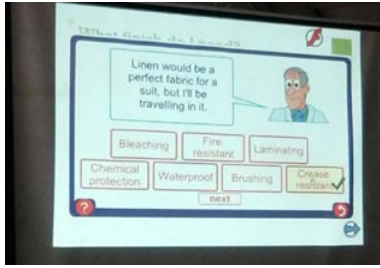 What finish do I need?
Linen would be a
perfect fabric for a
suit, but I'll be
travelling in it.
Bleaching
Fire
resistant
Laminating
Chemical
protection
Waterproof
Brushing
Crease
resistant
next
?